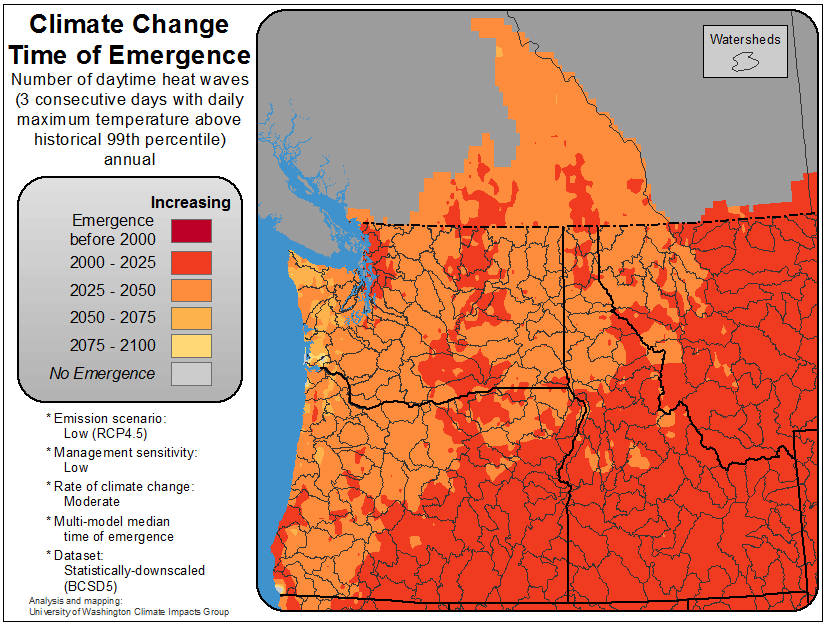 Climate Change
Time of Emergence
Number of daytime heat waves
(3 consecutive days with daily
maximum temperature above
historical 99th percentile)
annual
Increasing
Emergence
before 2000
2000 - 2025
2025 - 2050
2050 - 2075
2075 - 2100
No Emergence
* Emission scenario:
Low (RCP4.5)
* Management sensitivity:
Low
* Rate of climate change:
Moderate
* Multi-model median
time of emergence
* Dataset:
Statistically-downscaled
(BCSD5)
Analysis and mapping:
University of Washington Climate Impacts Group
Watersheds